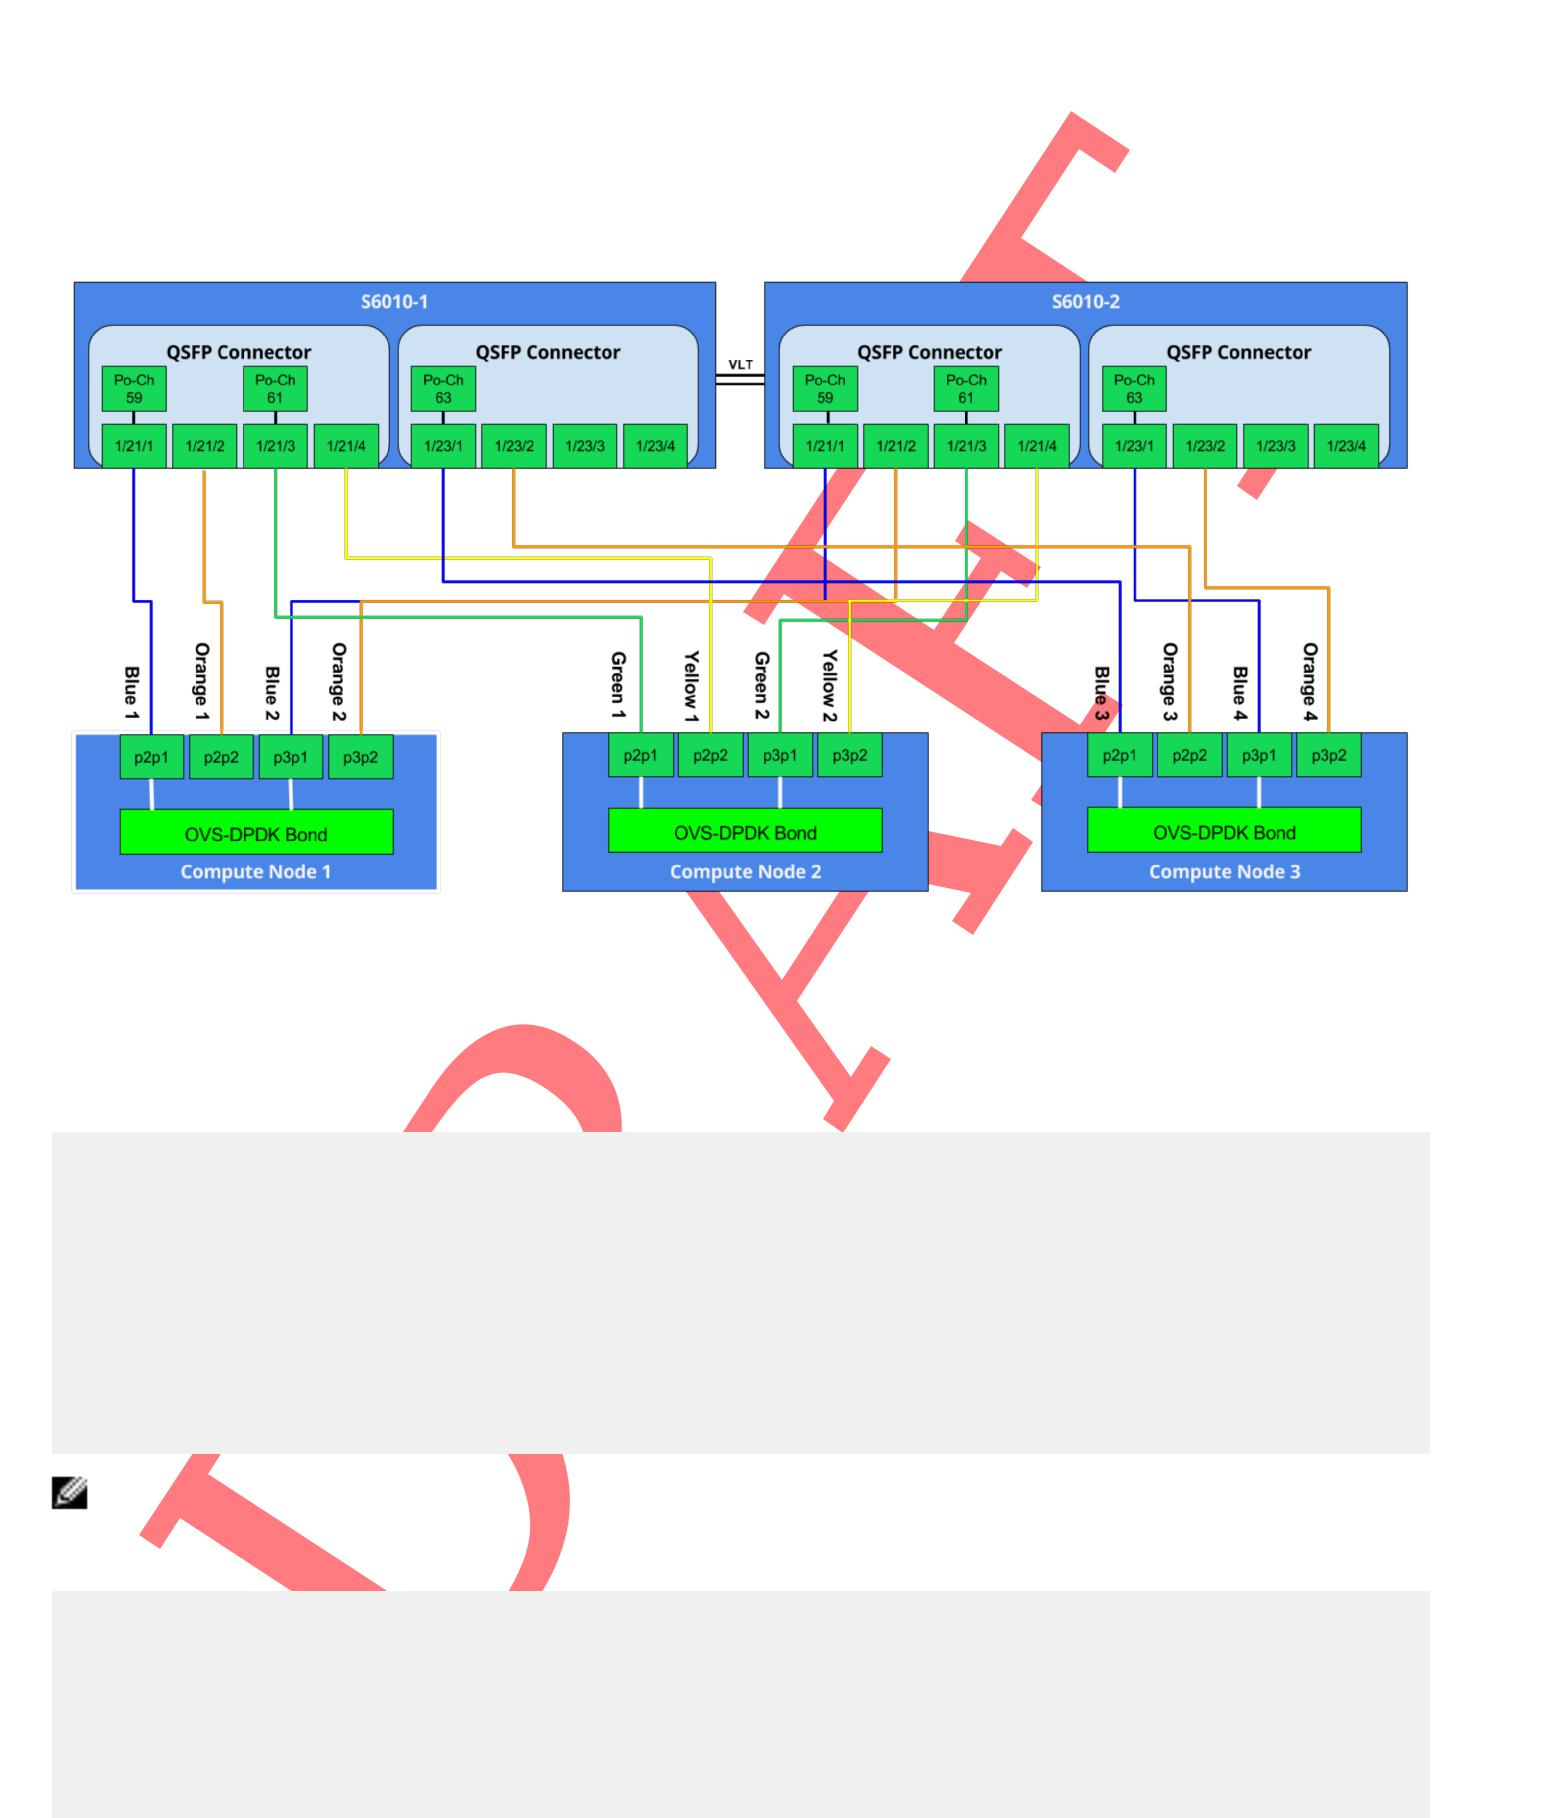 S6010-1
QSFP Connector
Po-Ch
59
Po-Ch
61
1/21/1
1/21/2
1/21/3
1/21/4
QSFP Connector
Po-Ch
63
1/23/1
1/23/2
1/23/3
1/23/4
VLT
S6010-2
QSFP Connector
Po-Ch
59
Po-Ch
61
1/21/1
1/21/2
1/21/3
1/21/4
QSFP Connector
Po-Ch
63
1/23/1
1/23/2
1/23/3
1/23/4
Blue 1
Orange 1
Blue 2
Orange 2
Green 1
Yellow 1
Green 2
Yellow 2
Blue 3
Orange 3
Blue 4
Orange 4
p2p1
p2p2
p3p1
p3p2
OVS-DPDK Bond
Compute Node 1
p2p1
p2p2
p3p1
p3p2
OVS-DPDK Bond
Compute Node 2
p2p1
p2p2
p3p1
p3p2
OVS-DPDK Bond
Compute Node 3
DRAFT